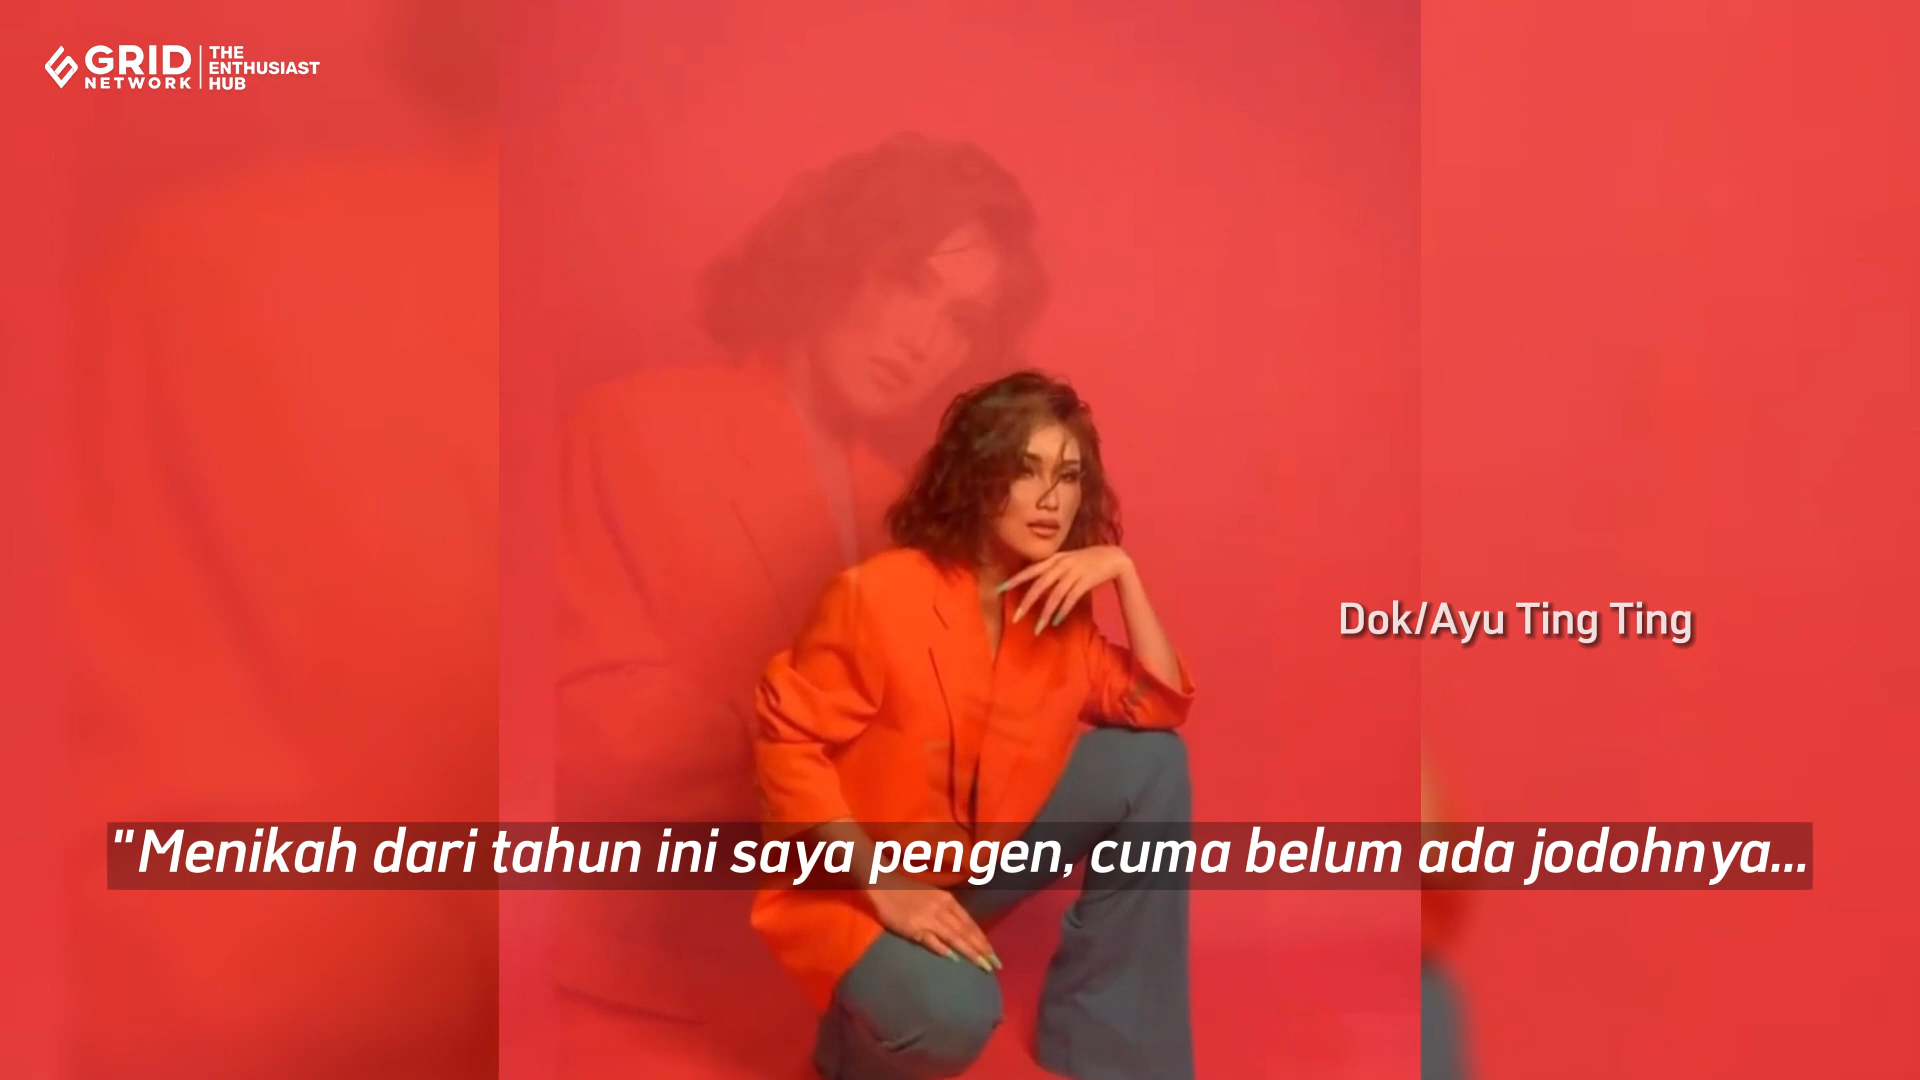 GRID
NETWORK
THE
ENTHUSIAST
HUB
Dok/Ayu Ting Ting
"Menikah dari tahun ini saya pengen, cuma belum ada jodohnya...